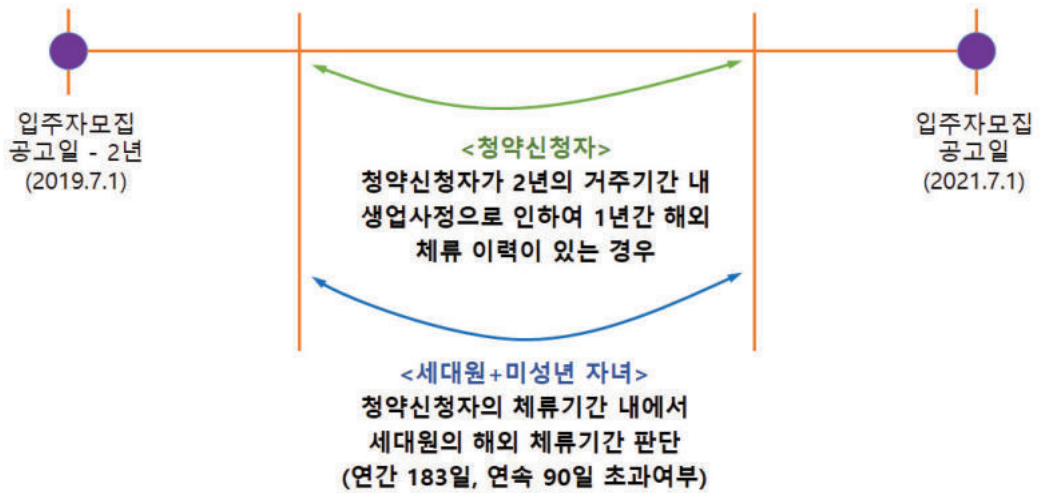 입주자모집
공고일 - 2년
(2019.7.1)
입주자모집
공고일
(2021.7.1)
<청약신청자>
청약신청자가 2년의 거주기간 내
생업사정으로 인하여 1년간 해외
체류 이력이 있는 경우
<세대원+미성년 자녀>
청약신청자의 체류기간 내에서
세대원의 해외 체류기간 판단
(연간 183일, 연속 90일 초과여부)